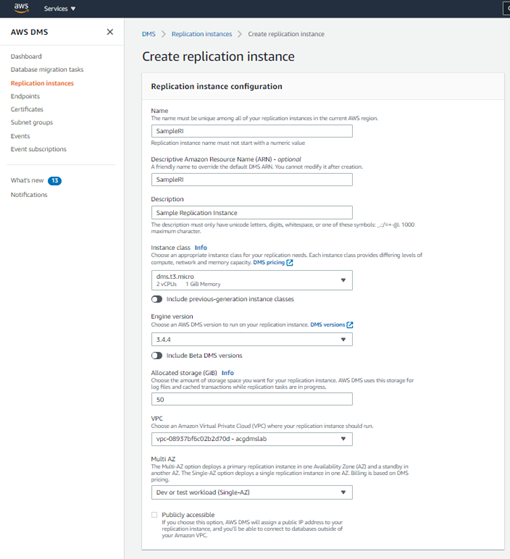 aws
Services ▼
AWS DMS
DMS > Replication instances > Create replication instance
Dashboard
Database migration tasks
Replication instances
Endpoints
Certificates
Subnet groups
Events
Event subscriptions
What's new 13
Notifications
Create replication instance
Replication instance configuration
Name
The name must be unique among all of your replication instances in the current AWS region.
SampleRI
Replication instance name must not start with a numeric value
Descriptive Amazon Resource Name (ARN) - optional
A friendly name to override the default DMS ARN. You cannot modify it after creation.
SampleRI
Description
Sample Replication Instance
The description must only have unicode letters, digits, whitespace, or one of these symbols: _.:/=+-@. 1000
maximum character.
Instance class Info
Choose an appropriate instance class for your replication needs. Each instance class provides differing levels of
compute, network and memory capacity. DMS pricing
dms.t3.micro
2 vCPUs 1 GiB Memory
Include previous-generation instance classes
Engine version
Choose an AWS DMS version to run on your replication instance. DMS versions
3.4.4
Include Beta DMS versions
Allocated storage (GiB) Info
Choose the amount of storage space you want for your replication instance. AWS DMS uses this storage for
log files and cached transactions while replication tasks are in progress.
50
VPC
Choose an Amazon Virtual Private Cloud (VPC) where your replication instance should run.
vpc-08937bf6c02b2d70d - acgdmslab
Multi AZ
The Multi-AZ option deploys a primary replication instance in one Availability Zone (AZ) and a standby in
another AZ. The Single-AZ option deploys a single replication instance in one AZ. Billing is based on DMS
pricing.
Dev or test workload (Single-AZ)
Publicly accessible
If you choose this option, AWS DMS will assign a public IP address to your
replication instance, and you'll be able to connect to databases outside of
your Amazon VPC.